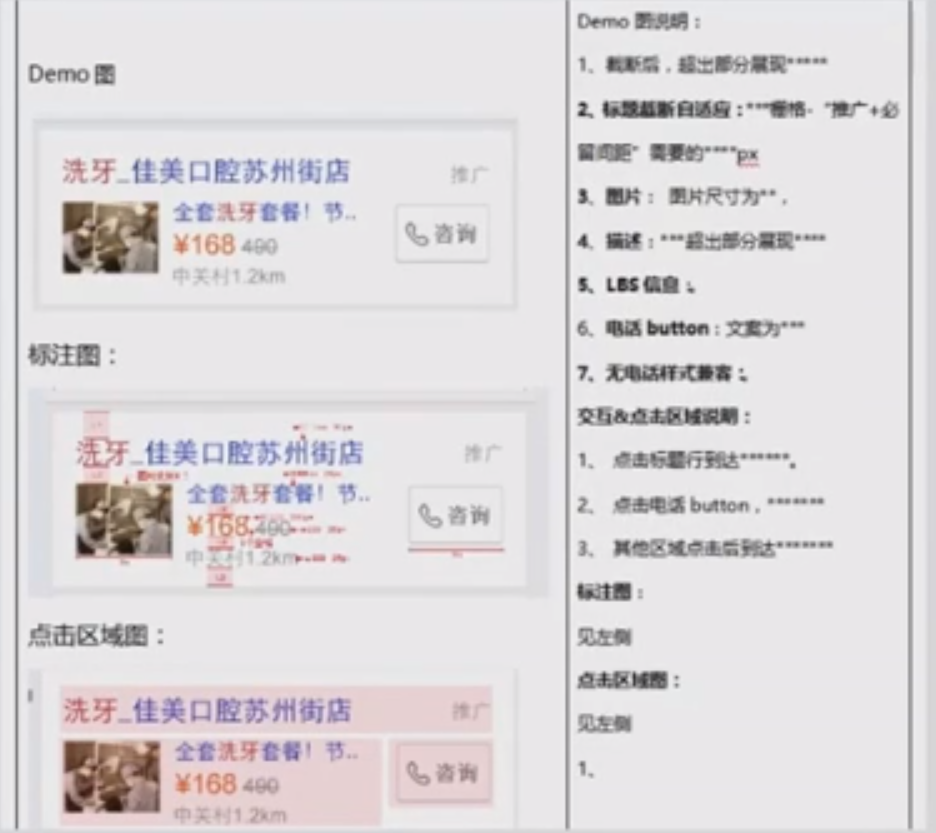 Demo 图
洗牙_佳美口腔苏州街店
推广
全套洗牙套餐！节..
¥168 490
咨询
中关村1.2km
标注图：
洗牙_佳美口腔苏州街店
推广
全套洗牙套餐！节..
¥168 490
咨询
中关村1.2km
点击区域图：
洗牙_佳美口腔苏州街店
推广
全套洗牙套餐！节..
¥168 490
咨询
中关村1.2km
Demo 图说明：
1、截断后，超出部分展现*****
2、标题截断自适应：***栅格-“推广+必
留间距”需要的****px
3、图片： 图片尺寸为**，
4、描述：***超出部分展现****
5、LBS 信息：。
6、电话 button：文案为***
7、无电话样式兼容：。
交互&点击区域说明：
1、 点击标题行到达******。
2、 点击电话 button，*******
3、 其他区域点击后到达*******
标注图：
见左侧
点击区域图：
见左侧
1、